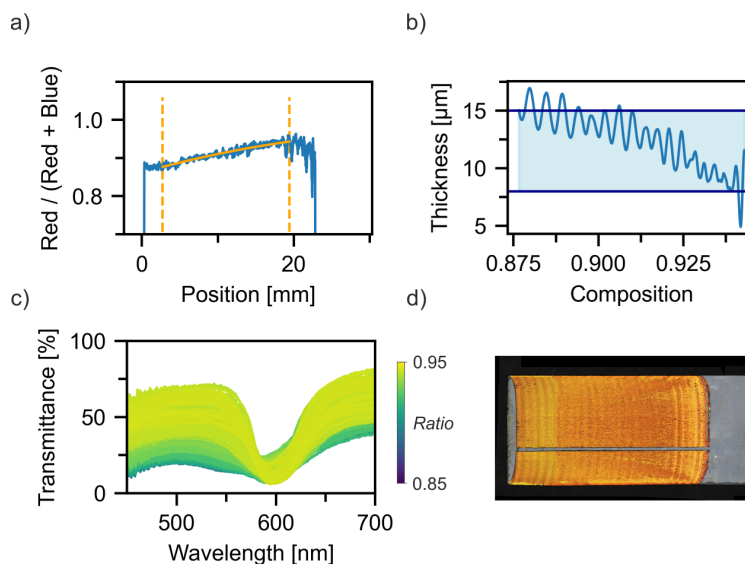 a)
Red / (Red + Blue)
1.0
0.8
0
20
Position [mm]
b)
Thickness [µm]
15
10
5
0.875
0.900
0.925
Composition
c)
Transmittance [%]
100
50
0
500
600
700
Wavelength [nm]
0.95
Ratio
0.85
d)